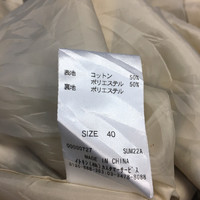 表地 コットン 50%
ポリエステル 50%
裏地 ポリエステル
SIZE 40
SUM22A
MADE IN CHINA